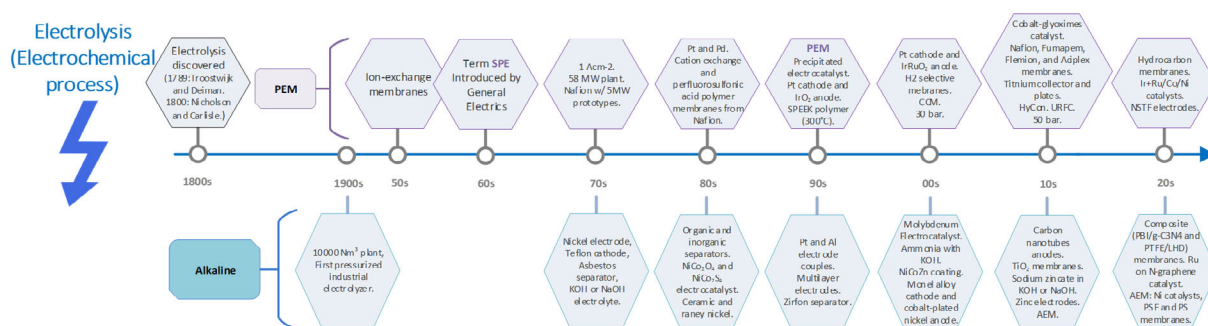 Electrolysis
(Electrochemical
process)
Electrolysis
discovered
(1789: Troostwijk
and Deiman.
1800: Nicholson
and Carlisle.)
PEM
Ion-exchange
membranes
Term SPE
Introduced by
General
Electrics
1 Acm-2.
58 MW plant.
Nafion w/ 5MW
prototypes.
Pt and Pd.
Cation exchange
and
perfluorosulfonic
acid polymer
membranes from
Nafion.
PEM
Precipitated
electrocatalyst.
Pt cathode and
IrO₂ anode.
SPEEK polymer
(300°C).
Pt cathode and
IrRuO₂ anode.
H2 selective
mebranes.
CCM.
30 bar.
Cobalt-glyoximes
catalyst.
Nafion, Fumapem,
Flemion, and Aciplex
membranes.
Titnium collector and
plates.
HyCon. URFC.
50 bar.
Hydrocarbon
membranes.
Ir+Ru/Cu/Ni
catalysts.
NSTF electrodes.
1800s
1900s
50s
60s
70s
80s
90s
00s
10s
20s
Alkaline
10000 Nm³ plant,
First pressurized
industrial
electrolyzer.
Nickel electrode,
Teflon cathode,
Asbestos
separator,
KOH or NaOH
electrolyte.
Organic and
inorganic
separators.
NiCo₂O₄ and
NiCo₂S₄
electrocatalyst.
Ceramic and
raney nickel.
Pt and Al
electrode
couples.
Multilayer
electrodes.
Zirfon separator.
Molybdenum
Electrocatalyst.
Ammonia with
KOH.
NiCoZn coating.
Monel alloy
cathode and
cobalt-plated
nickel anode.
Carbon
nanotubes
anodes.
TiO₂ membranes.
Sodium zincate in
KOH or NaOH.
Zinc electrodes.
AEM.
Composite
(PBI/g-C3N4 and
PTFE/LHD)
membranes. Ru
on N-graphene
catalyst.
AEM: Ni catalysts,
PSF and PS
membranes.